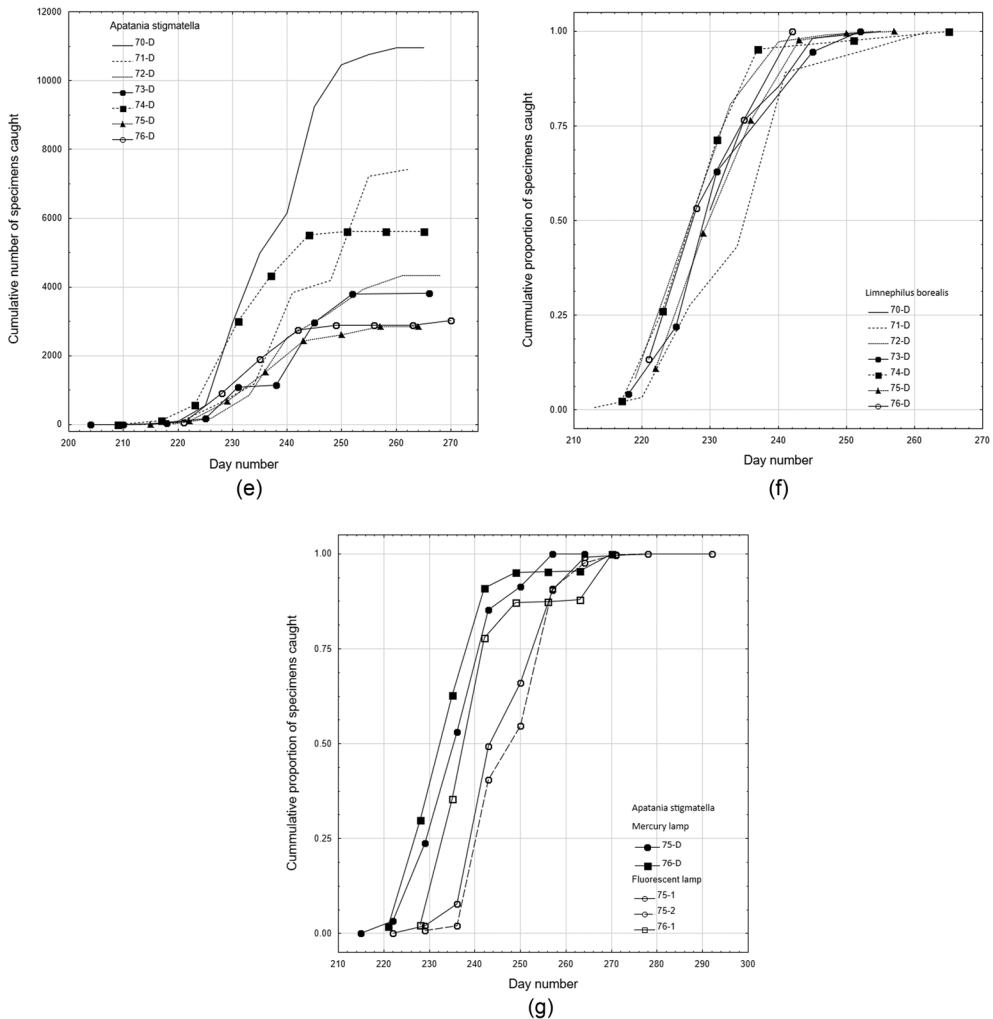 Apatania stigmatella
70-D
71-D
72-D
73-D
74-D
75-D
76-D
Cumulative number of specimens caught
12000
10000
12000
8000
6000
4000
2000
0
200 210 220 230 240 250 260 270
Day number
(e)
Cummulative proportion of specimens caught
1.00
0.75
0.50
0.25
0.00
Limnephilus borealis
70-D
71-D
72-D
73-D
74-D
75-D
76-D
210 220 230 240 250 260 270
Day number
(f)
Cummulative proportion of specimens caught
1.00
0.75
0.50
0.25
0.00
Apatania stigmatella
Mercury lamp
75-D
76-D
Fluorescent lamp
75-1
75-2
76-1
210 220 230 240 250 260 270 280 290 300
Day number
(g)